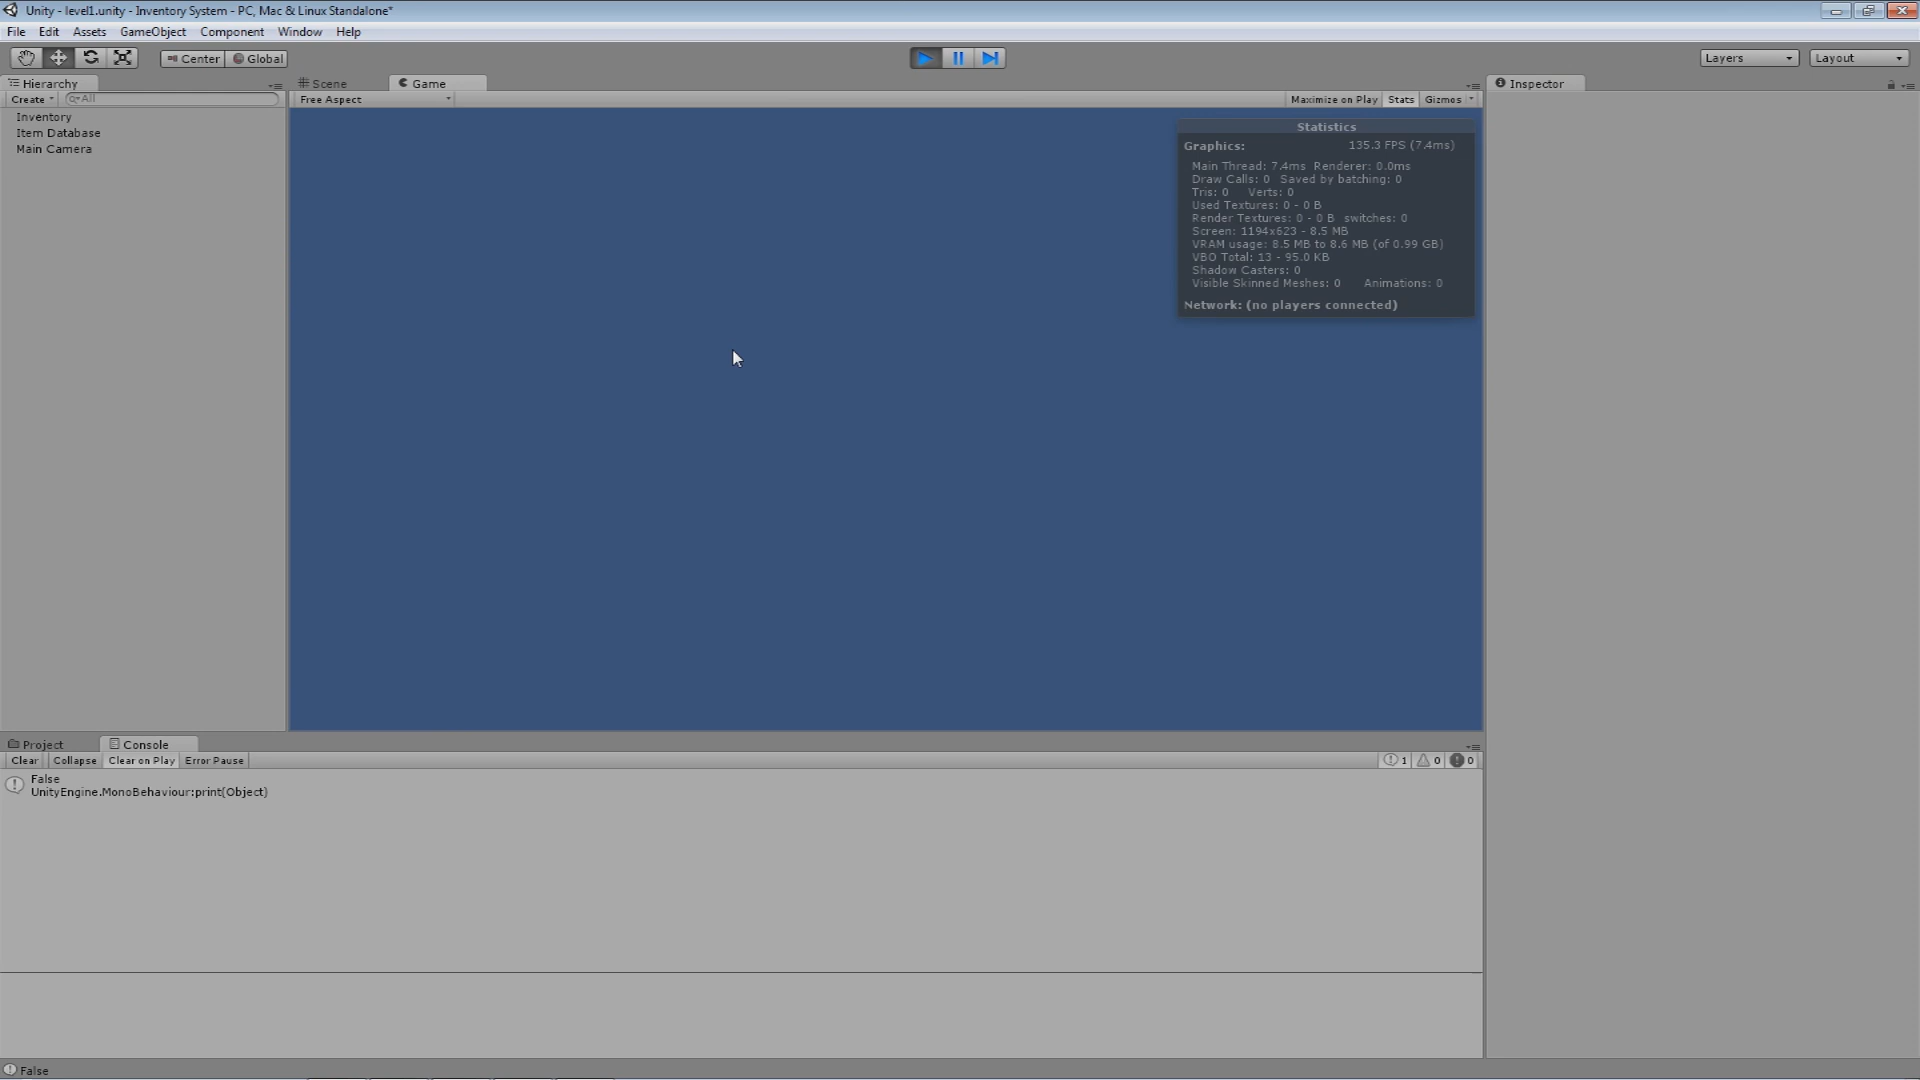 Unity - level1.unity - Inventory System - PC, Mac & Linux Standalone*
File Edit Assets GameObject Component Window Help
Center Global Layers Layout
Hierarchy
Create All
Inventory
Item Database
Main Camera
Scene Game
Free Aspect Maximize on Play Stats Gizmos
Statistics
Graphics: 135.3 FPS (7.4ms)
Main Thread: 7.4ms Renderer: 0.0ms
Draw Calls: 0 Saved by batching: 0
Tris: 0 Verts: 0
Used Textures: 0 - 0 B
Render Textures: 0 - 0 B switches: 0
Screen: 1194x623 - 8.5 MB
VRAM usage: 8.5 MB to 8.6 MB (of 0.99 GB)
VBO Total: 13 - 95.0 KB
Shadow Casters: 0
Visible Skinned Meshes: 0 Animations: 0
Network: (no players connected)
Inspector
Project Console
Clear Collapse Clear on Play Error Pause 1 0 0
False
UnityEngine.MonoBehaviour:print(Object)
False